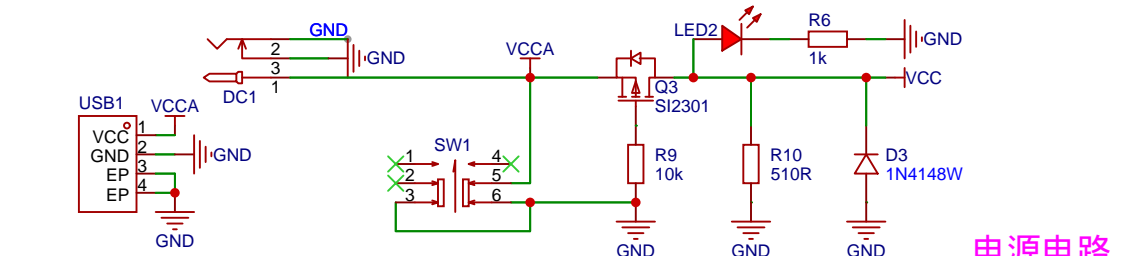 GND
2
GND
3
1
DC1
VCCA
LED2
R6
1k
GND
VCC
Q3
SI2301
USB1
VCCA
VCC 1
GND 2
EP 3
EP 4
GND
GND
SW1
1
2
3
4
5
6
R9
10k
GND
R10
510R
GND
D3
1N4148W
GND
电源电路